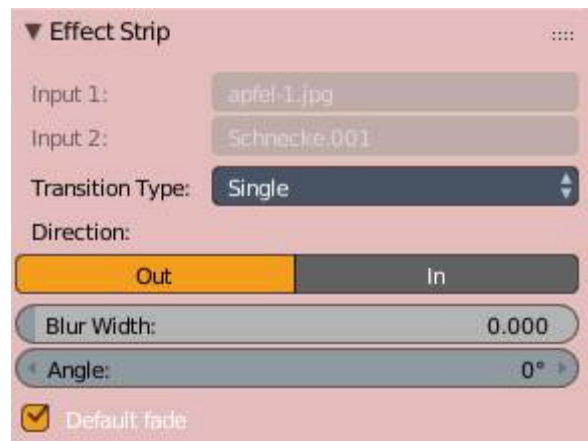 Effect Strip
Input 1: apfel-1.jpg
Input 2: Schnecke.001
Transition Type: Single
Direction:
Out In
Blur Width: 0.000
Angle: 0°
Default fade